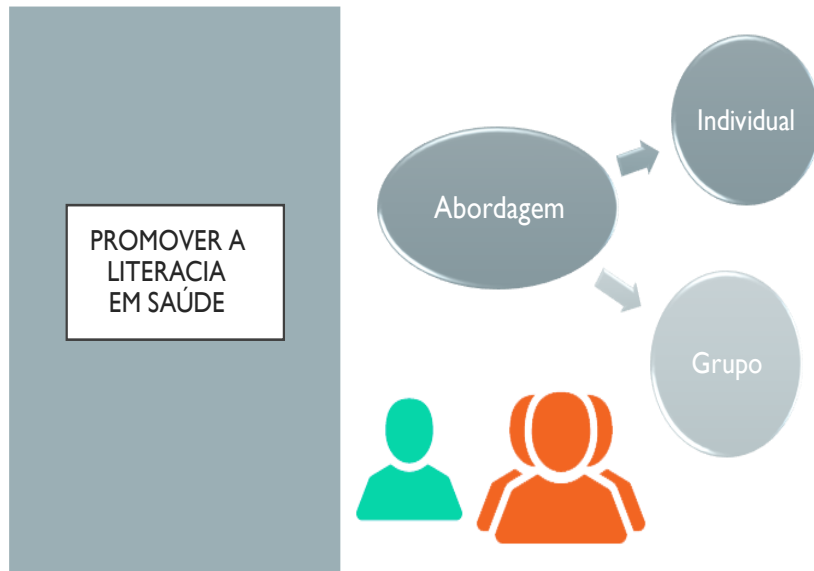 PROMOVER A
LITERACIA
EM SAÚDE
Abordagem
Individual
Grupo